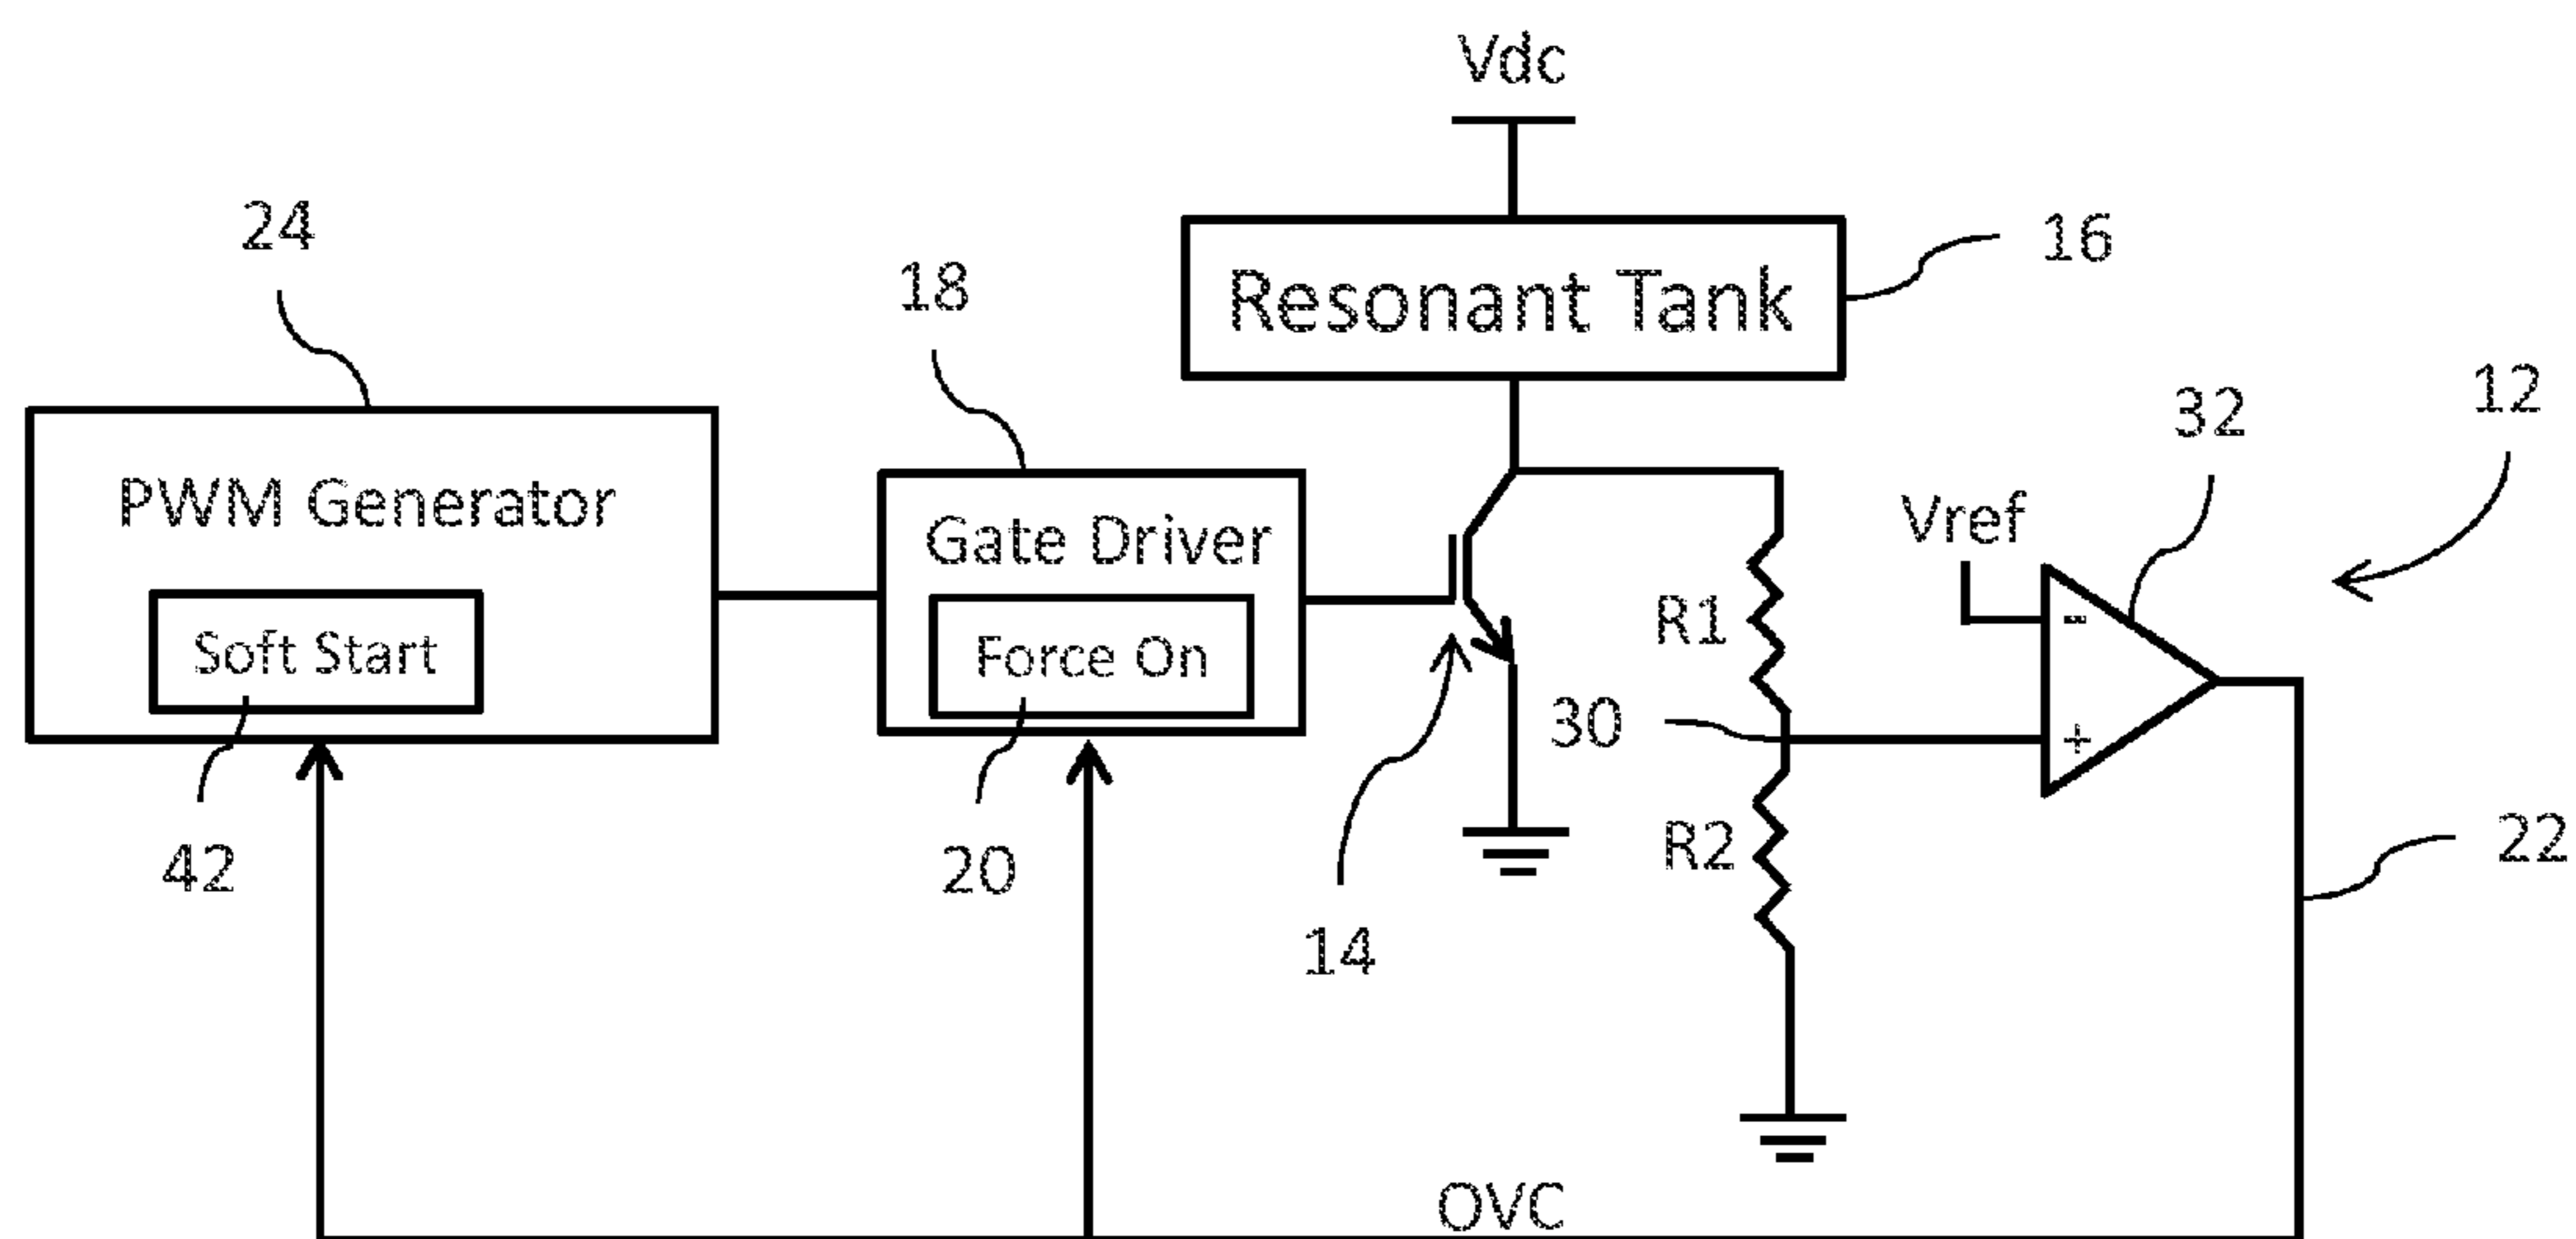 Vdc
24
16
18
Resonant Tank
12
32
PWM Generator
Vref
Gate Driver
-
R1
Soft Start
Force On
30
+
42
20
R2
22
14
OVC